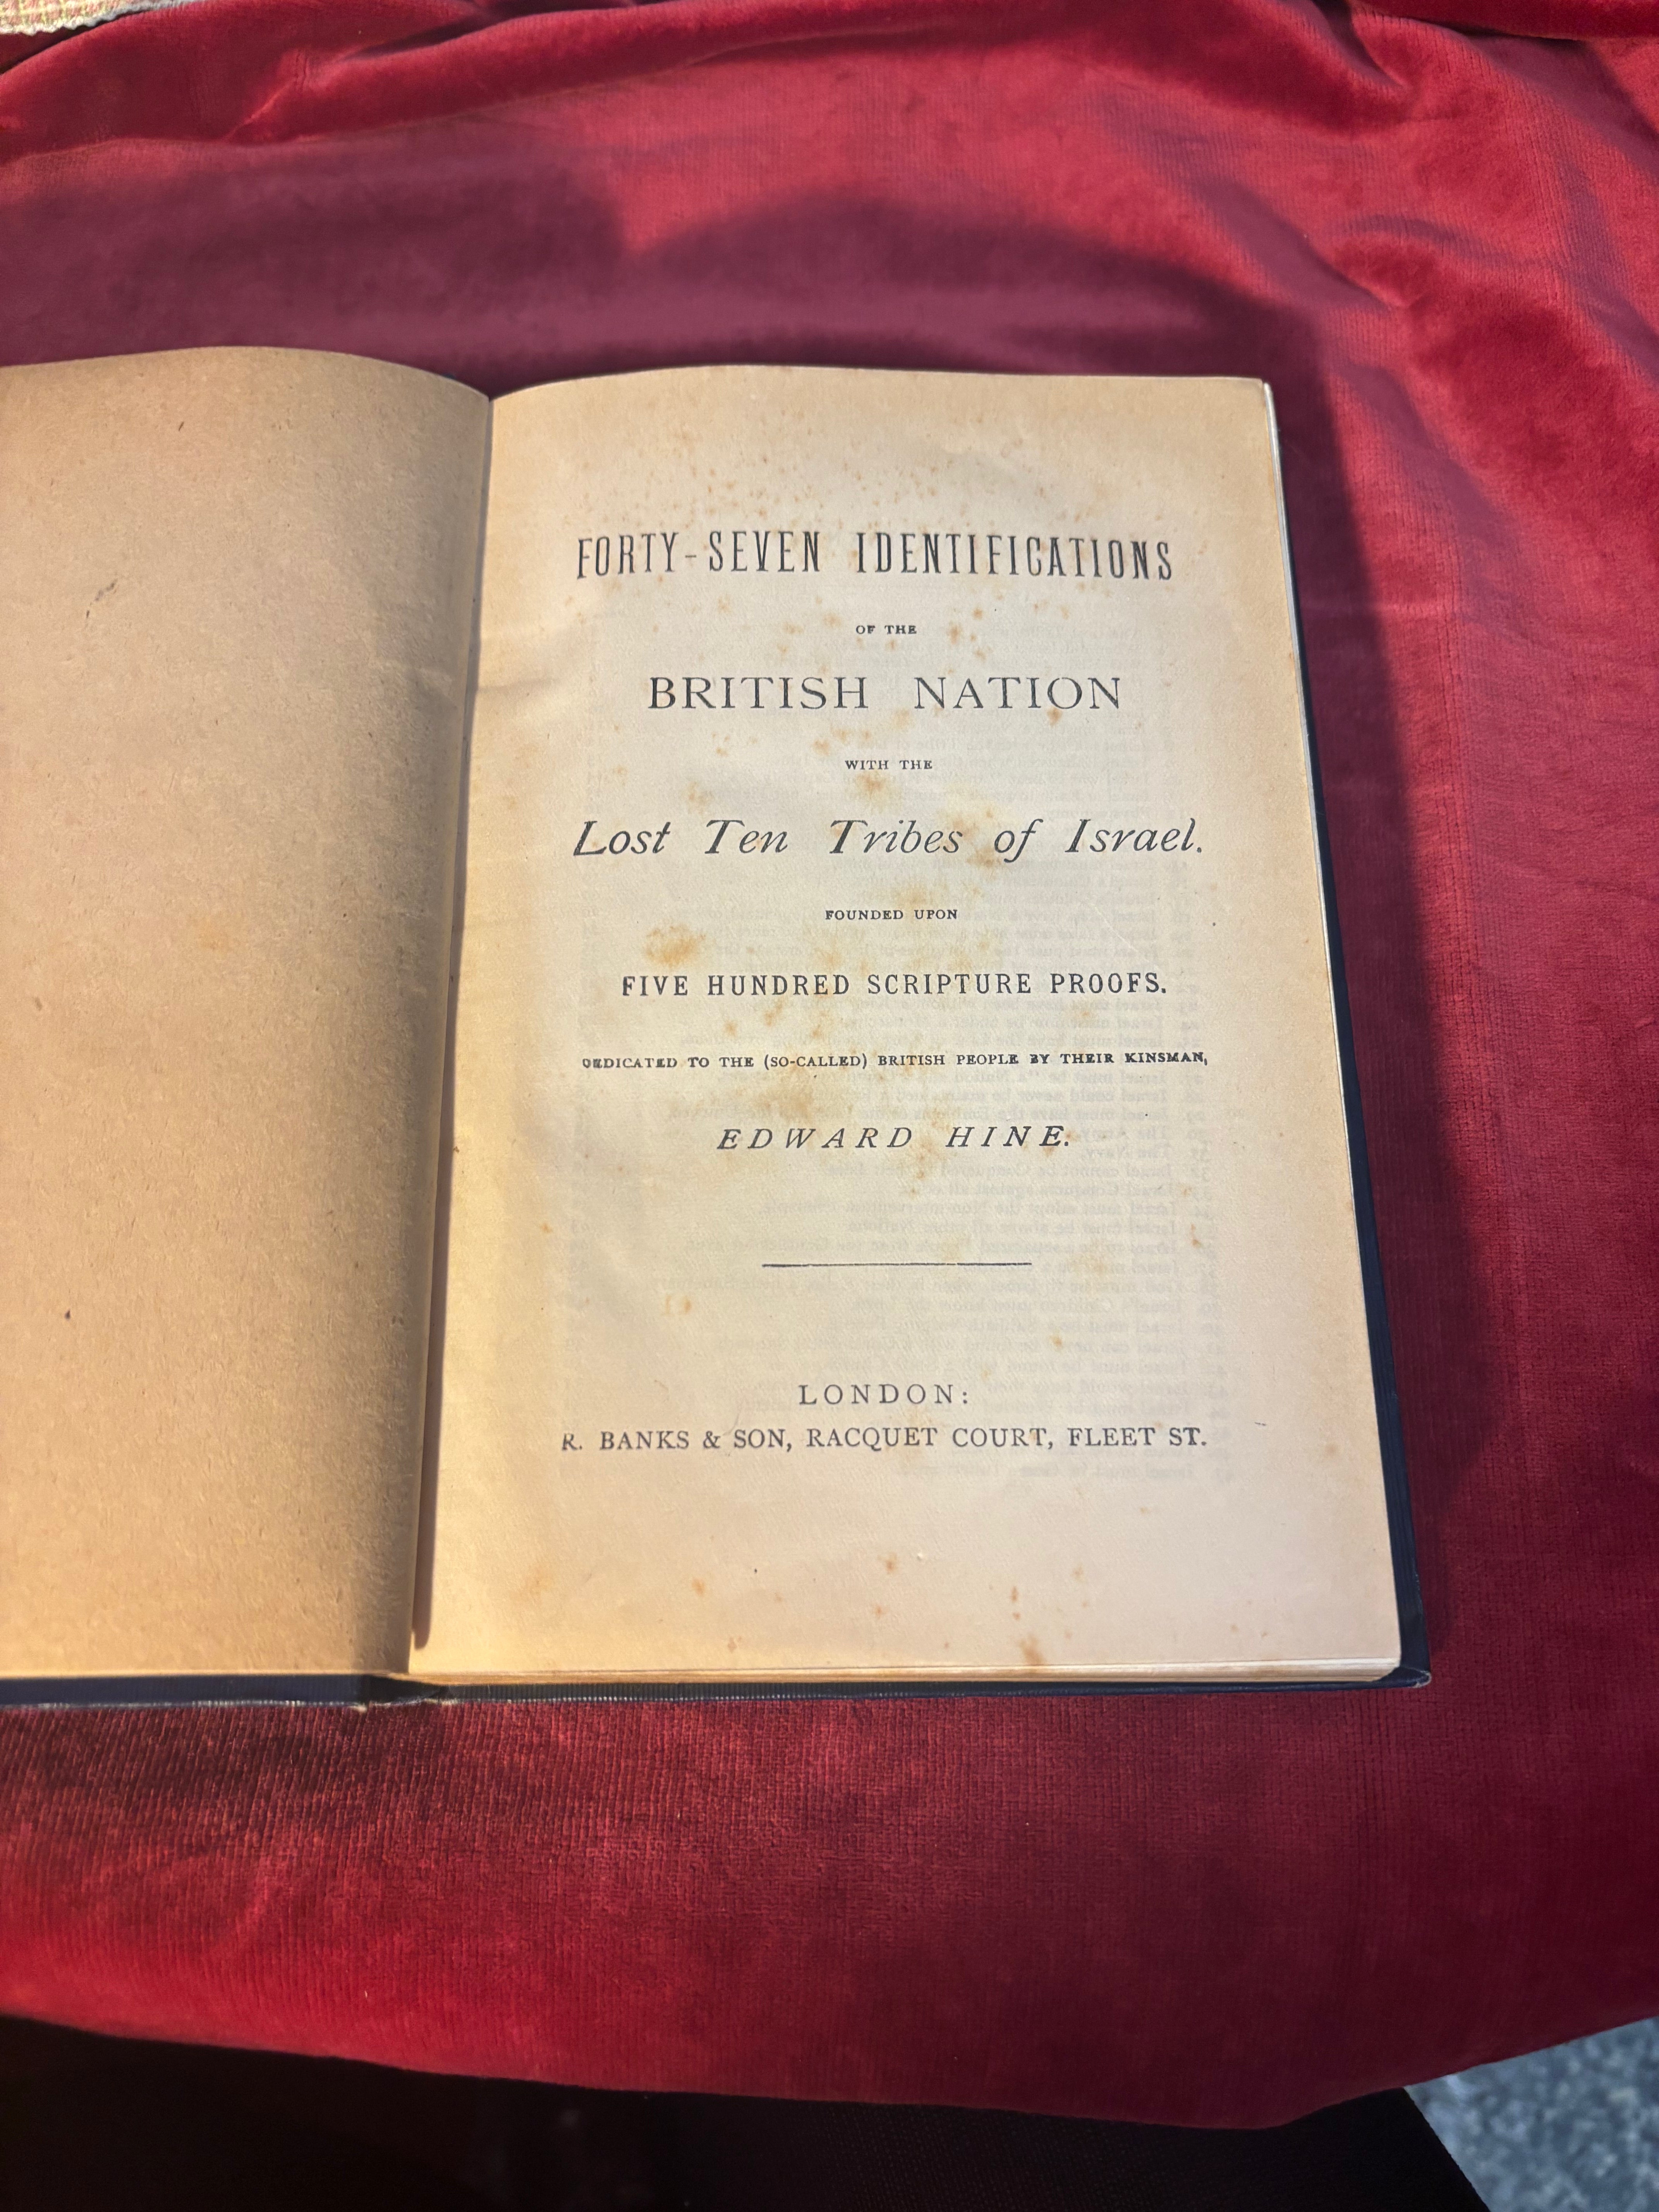 FORTY-SEVEN IDENTIFICATIONS
OF THE
BRITISH NATION
WITH THE
Lost Ten Tribes of Israel.
FOUNDED UPON
FIVE HUNDRED SCRIPTURE PROOFS.
DEDICATED TO THE (SO-CALLED) BRITISH PEOPLE BY THEIR KINSMAN,
EDWARD HINE.
LONDON:
R. BANKS & SON, RACQUET COURT, FLEET ST.